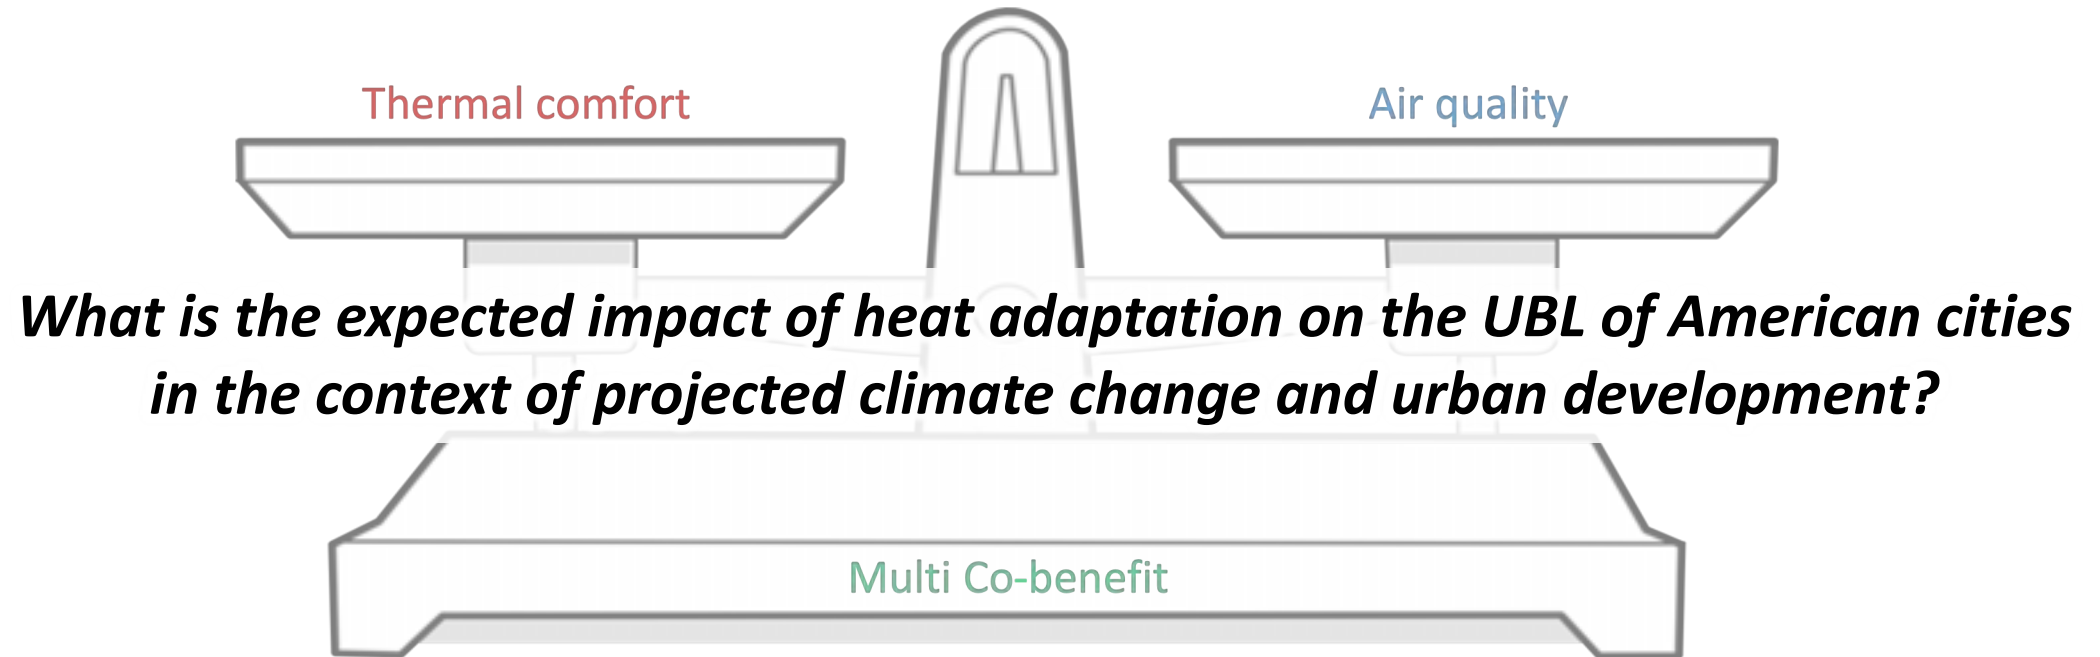 Thermal comfort
Air quality
What is the expected impact of heat adaptation on the UBL of American cities
in the context of projected climate change and urban development?
Multi Co-benefit